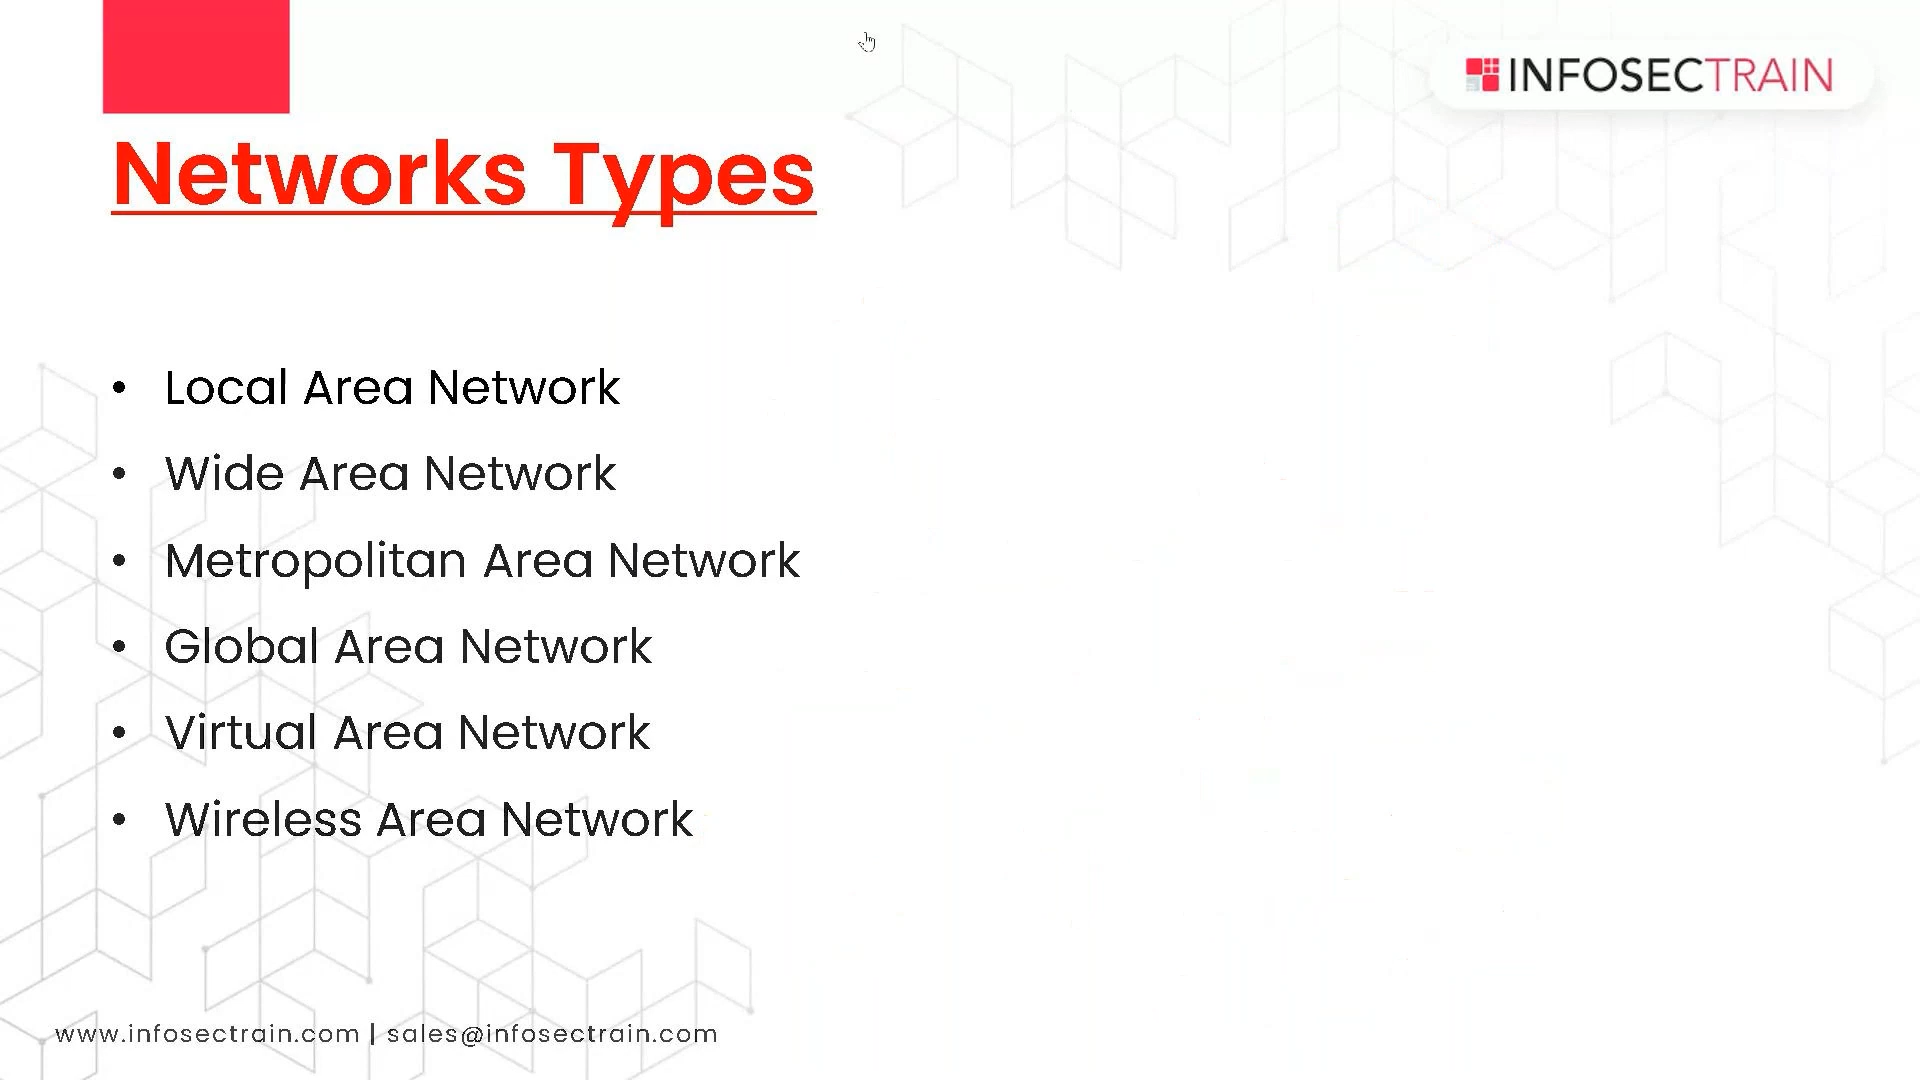 INFOSECTRAIN
Networks Types
• Local Area Network
• Wide Area Network
• Metropolitan Area Network
• Global Area Network
• Virtual Area Network
• Wireless Area Network
www.infosectrain.com | sales@infosectrain.com